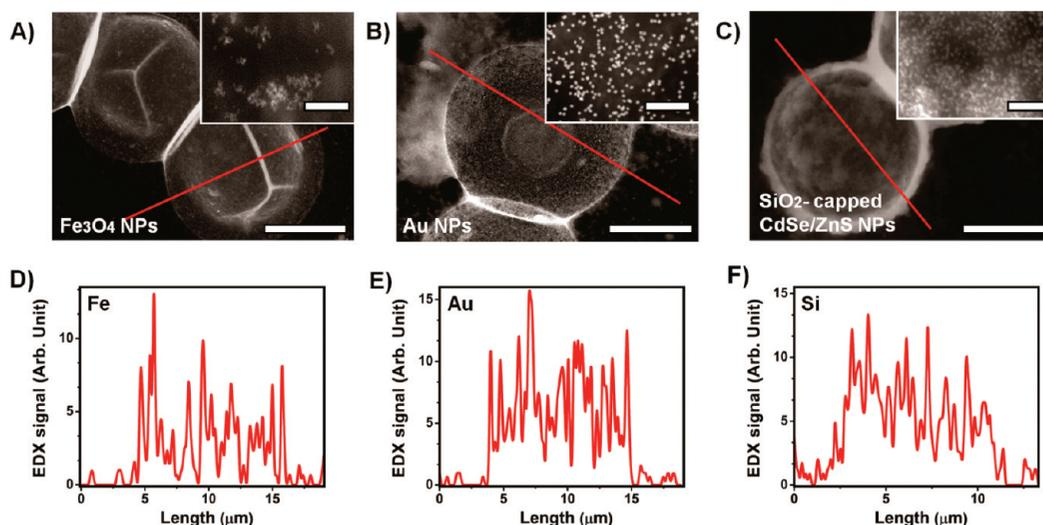 A)
Fe3O4 NPs
B)
Au NPs
C)
SiO2- capped
CdSe/ZnS NPs
D)
Fe
EDX signal (Arb. Unit)
10
5
0
0
5
10
15
Length (μm)
E)
Au
EDX signal (Arb. Unit)
15
10
5
0
0
5
10
15
Length (μm)
F)
Si
EDX signal (Arb. Unit)
15
10
5
0
0
5
10
Length (μm)